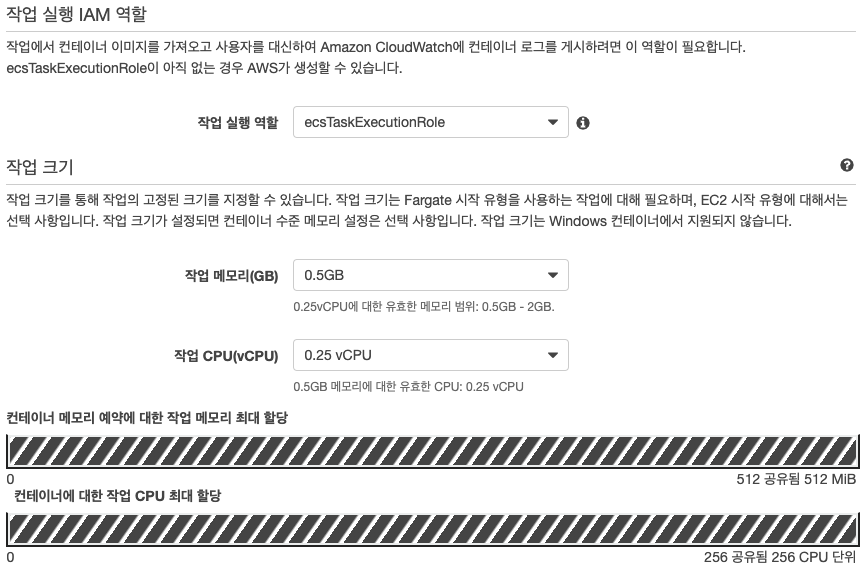 작업 실행 IAM 역할
작업에서 컨테이너 이미지를 가져오고 사용자를 대신하여 Amazon CloudWatch에 컨테이너 로그를 게시하려면 이 역할이 필요합니다.
ecsTaskExecutionRole이 아직 없는 경우 AWS가 생성할 수 있습니다.
작업 실행 역할 ecsTaskExecutionRole
작업 크기
작업 크기를 통해 작업의 고정된 크기를 지정할 수 있습니다. 작업 크기는 Fargate 시작 유형을 사용하는 작업에 대해 필요하며, EC2 시작 유형에 대해서는
선택 사항입니다. 작업 크기가 설정되면 컨테이너 수준 메모리 설정은 선택 사항입니다. 작업 크기는 Windows 컨테이너에서 지원되지 않습니다.
작업 메모리(GB) 0.5GB
0.25vCPU에 대한 유효한 메모리 범위: 0.5GB - 2GB.
작업 CPU(vCPU) 0.25 vCPU
0.5GB 메모리에 대한 유효한 CPU: 0.25 vCPU
컨테이너 메모리 예약에 대한 작업 메모리 최대 할당
0 512 공유됨 512 MiB
컨테이너에 대한 작업 CPU 최대 할당
0 256 공유됨 256 CPU 단위